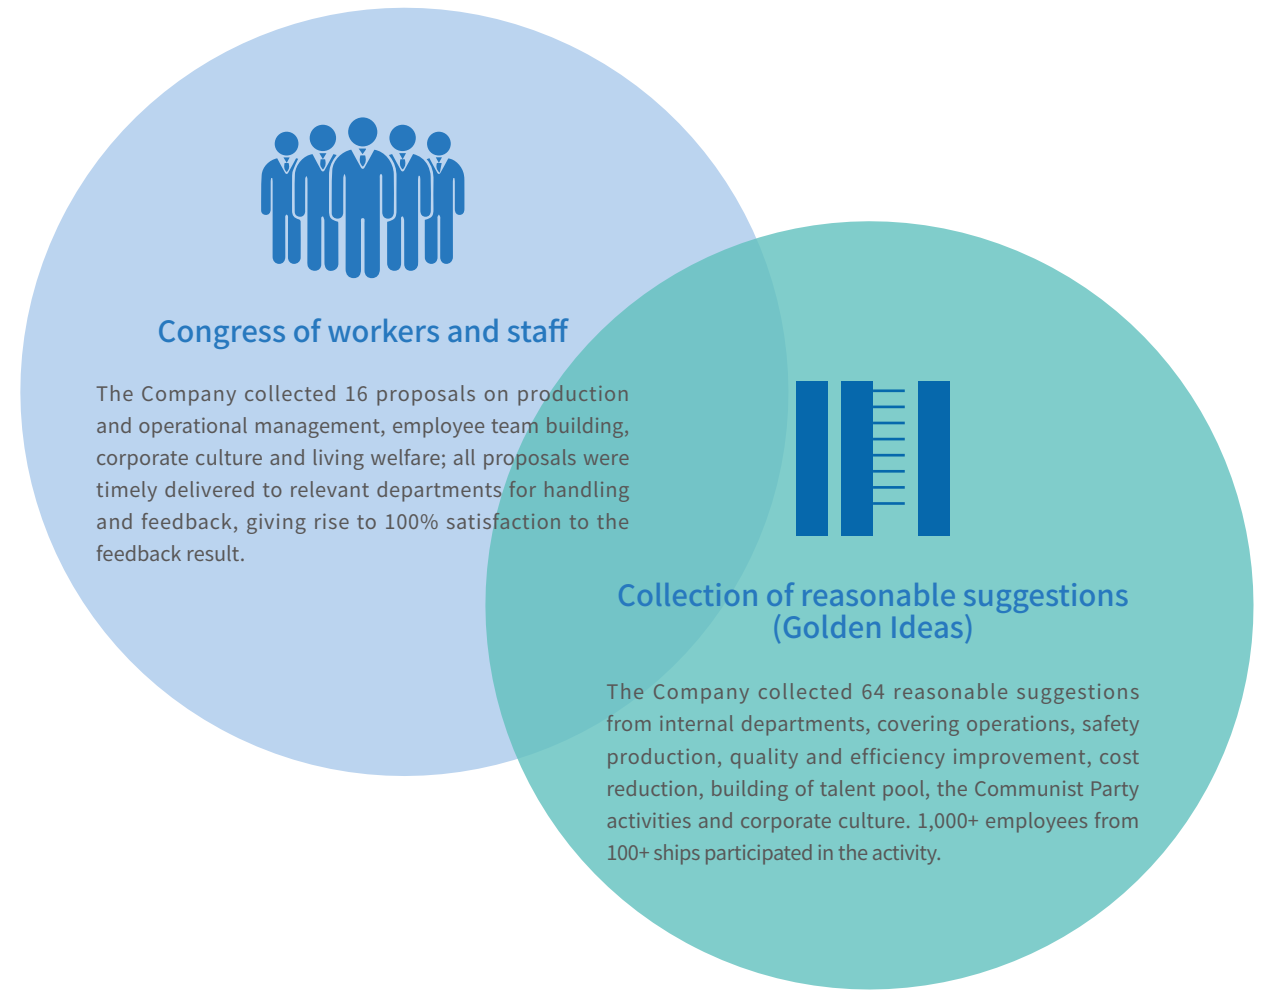 Congress of workers and staff
The Company collected 16 proposals on production
and operational management, employee team building,
corporate culture and living welfare; all proposals were
timely delivered to relevant departments for handling
and feedback, giving rise to 100% satisfaction to the
feedback result.
Collection of reasonable suggestions
(Golden Ideas)
The Company collected 64 reasonable suggestions
from internal departments, covering operations, safety
production, quality and efficiency improvement, cost
reduction, building of talent pool, the Communist Party
activities and corporate culture. 1,000+ employees from
100+ ships participated in the activity.